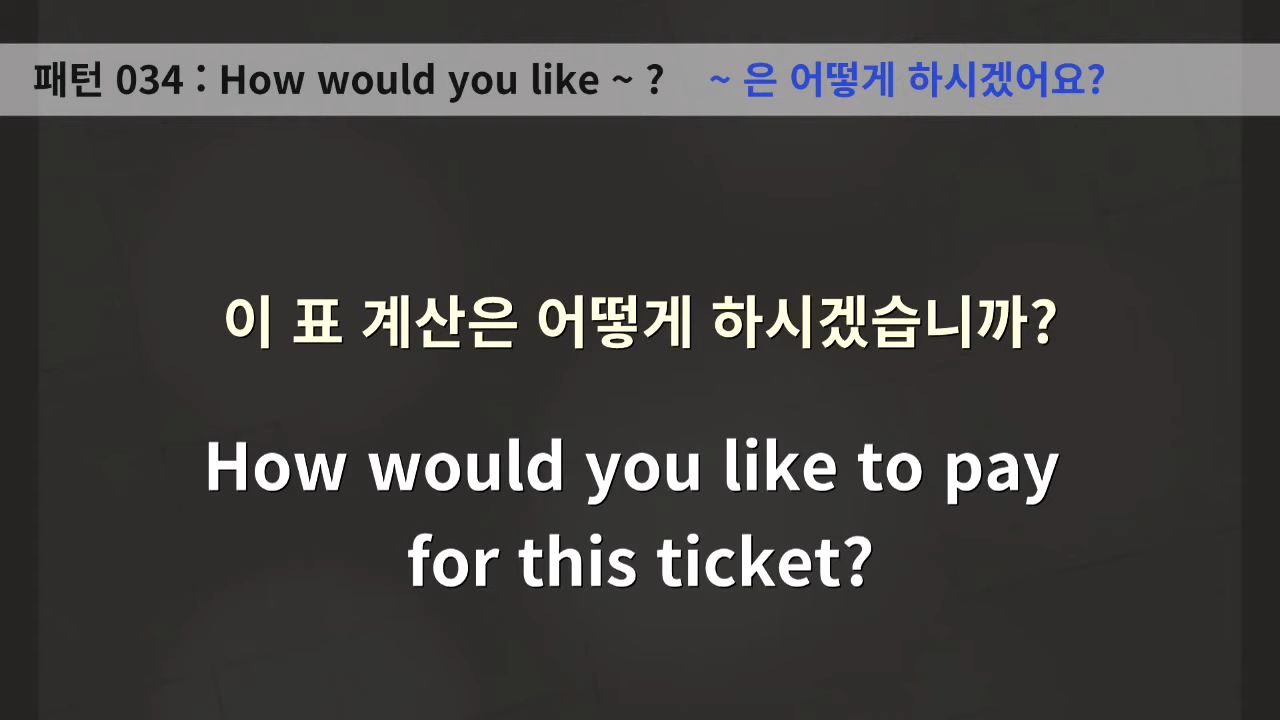 패턴 034 : How would you like ~ ? ~ 은 어떻게 하시겠어요?
이 표 계산은 어떻게 하시겠습니까?
How would you like to pay
for this ticket?